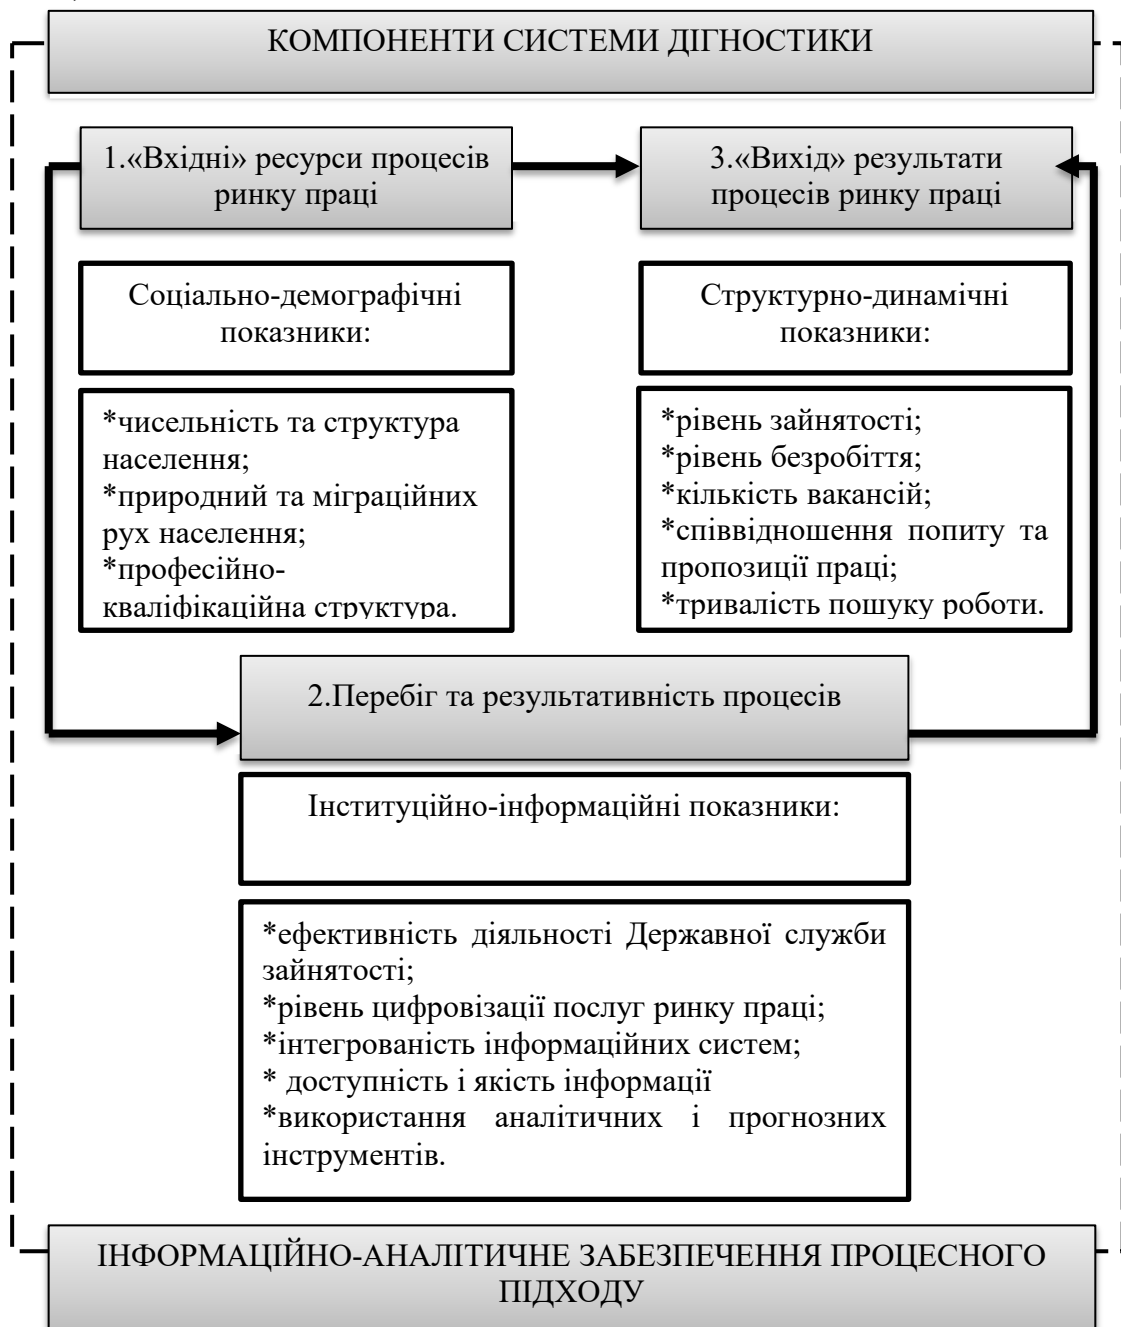 КОМПОНЕНТИ СИСТЕМИ ДІГНОСТИКИ
1.«Вхідні» ресурси процесів
ринку праці
3.«Вихід» результати
процесів ринку праці
Соціально-демографічні
показники:
Структурно-динамічні
показники:
*чисельність та структура
населення;
*природний та міграційних
рух населення;
*професійно-
кваліфікаційна структура.
*рівень зайнятості;
*рівень безробіття;
*кількість вакансій;
*співвідношення попиту та
пропозиції праці;
*тривалість пошуку роботи.
2.Перебіг та результативність процесів
Інституційно-інформаційні показники:
*ефективність діяльності Державної служби
зайнятості;
*рівень цифровізації послуг ринку праці;
*інтегрованість інформаційних систем;
* доступність і якість інформації
*використання аналітичних і прогнозних
інструментів.
ІНФОРМАЦІЙНО-АНАЛІТИЧНЕ ЗАБЕЗПЕЧЕННЯ ПРОЦЕСНОГО
ПІДХОДУ